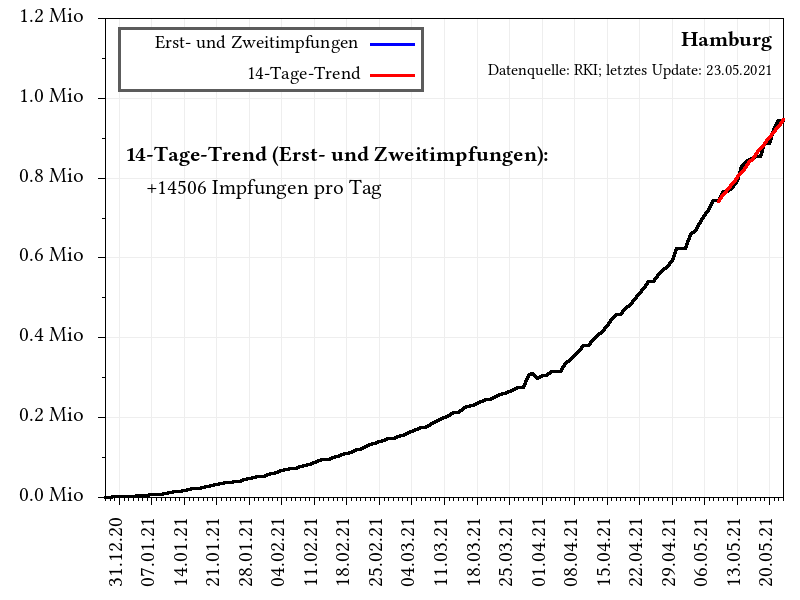 1.2 Mio
1.0 Mio
0.8 Mio
0.6 Mio
0.4 Mio
0.2 Mio
0.0 Mio
Erst- und Zweitimpfungen
14-Tage-Trend
Hamburg
Datenquelle: RKI; letztes Update: 23.05.2021
14-Tage-Trend (Erst- und Zweitimpfungen):
+14506 Impfungen pro Tag
31.12.20
07.01.21
14.01.21
21.01.21
28.01.21
04.02.21
11.02.21
18.02.21
25.02.21
04.03.21
11.03.21
18.03.21
25.03.21
01.04.21
08.04.21
15.04.21
22.04.21
29.04.21
06.05.21
13.05.21
20.05.21